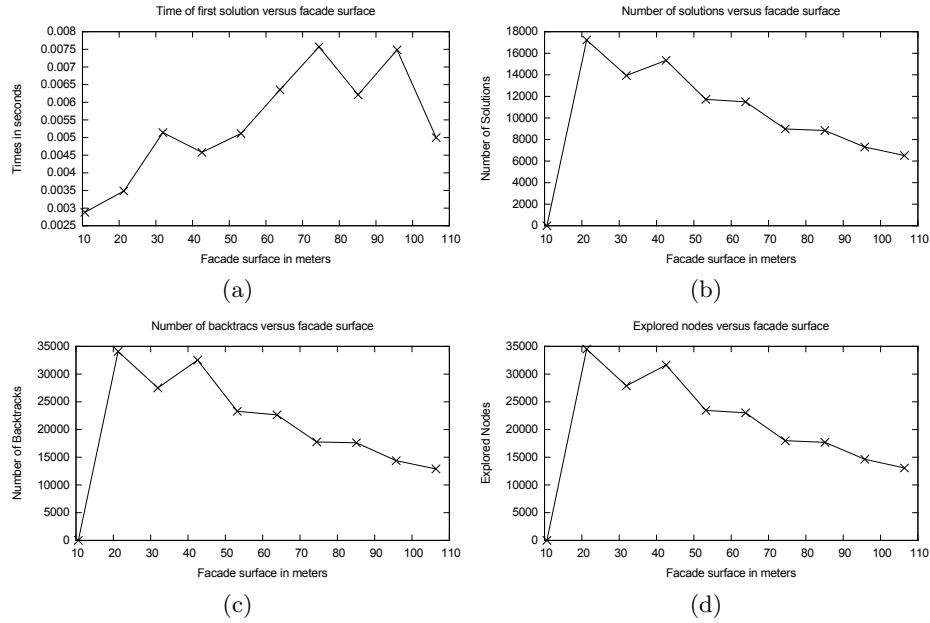 Time of first solution versus facade surface
0.008
0.0075
0.007
0.0065
0.006
0.0055
0.005
0.0045
0.004
0.0035
0.003
0.0025
Times in seconds
10 20 30 40 50 60 70 80 90 100 110
Facade surface in meters
(a)
Number of solutions versus facade surface
18000
16000
14000
12000
10000
8000
6000
4000
2000
0
Number of Solutions
10 20 30 40 50 60 70 80 90 100 110
Facade surface in meters
(b)
Number of backtracs versus facade surface
35000
30000
25000
20000
15000
10000
5000
0
Number of Backtracks
10 20 30 40 50 60 70 80 90 100 110
Facade surface in meters
(c)
Explored nodes versus facade surface
35000
30000
25000
20000
15000
10000
5000
0
Explored Nodes
10 20 30 40 50 60 70 80 90 100 110
Facade surface in meters
(d)